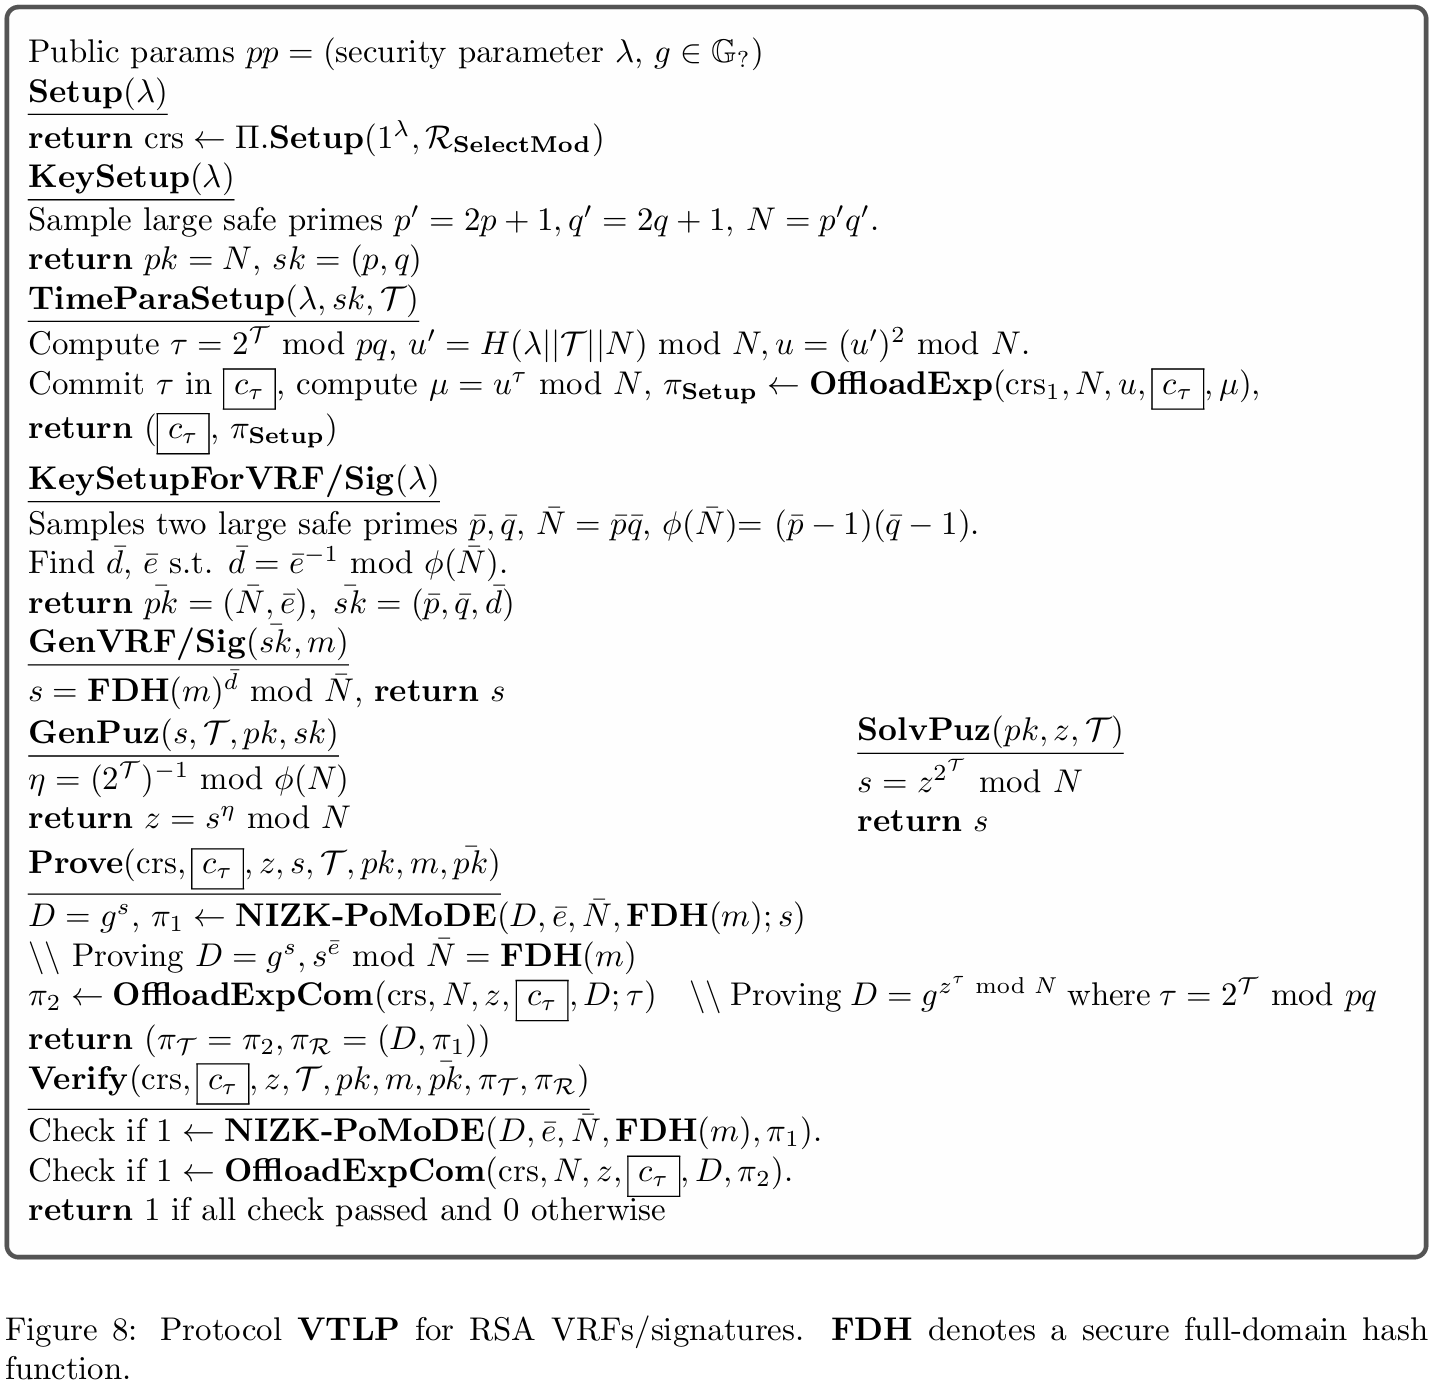 Public params pp = (security parameter λ, g ∈ 𝔾?)
Setup(λ)
return crs ← Π.Setup(1^λ, ℛ_SelectMod)
KeySetup(λ)
Sample large safe primes p′ = 2p + 1, q′ = 2q + 1, N = p′q′.
return pk = N, sk = (p, q)
TimeParaSetup(λ, sk, 𝒯)
Compute τ = 2^𝒯 mod pq, u′ = H(λ||𝒯||N) mod N, u = (u′)² mod N.
Commit τ in c_τ, compute μ = u^τ mod N, π_Setup ← OffloadExp(crs₁, N, u, c_τ, μ),
return (c_τ, π_Setup)
KeySetupForVRF/Sig(λ)
Samples two large safe primes p̄, q̄, N̄ = p̄q̄, ϕ(N̄)= (p̄ − 1)(q̄ − 1).
Find d̄, ē s.t. d̄ = ē⁻¹ mod ϕ(N̄).
return p̄k = (N̄, ē), s̄k = (p̄, q̄, d̄)
GenVRF/Sig(s̄k, m)
s = FDH(m)^d̄ mod N̄, return s
GenPuz(s, 𝒯, pk, sk)
η = (2^𝒯)⁻¹ mod ϕ(N)
return z = s^η mod N
SolvPuz(pk, z, 𝒯)
s = z^{2^𝒯} mod N
return s
Prove(crs, c_τ, z, s, 𝒯, pk, m, p̄k)
D = g^s, π₁ ← NIZK-PoMoDE(D, ē, N̄, FDH(m); s)
\\ Proving D = g^s, s^ē mod N̄ = FDH(m)
π₂ ← OffloadExpCom(crs, N, z, c_τ, D; τ) \\ Proving D = g^{z^τ mod N} where τ = 2^𝒯 mod pq
return (π_𝒯 = π₂, π_ℛ = (D, π₁))
Verify(crs, c_τ, z, 𝒯, pk, m, p̄k, π_𝒯, π_ℛ)
Check if 1 ← NIZK-PoMoDE(D, ē, N̄, FDH(m), π₁).
Check if 1 ← OffloadExpCom(crs, N, z, c_τ, D, π₂).
return 1 if all check passed and 0 otherwise
Figure 8: Protocol VTLP for RSA VRFs/signatures. FDH denotes a secure full-domain hash
function.